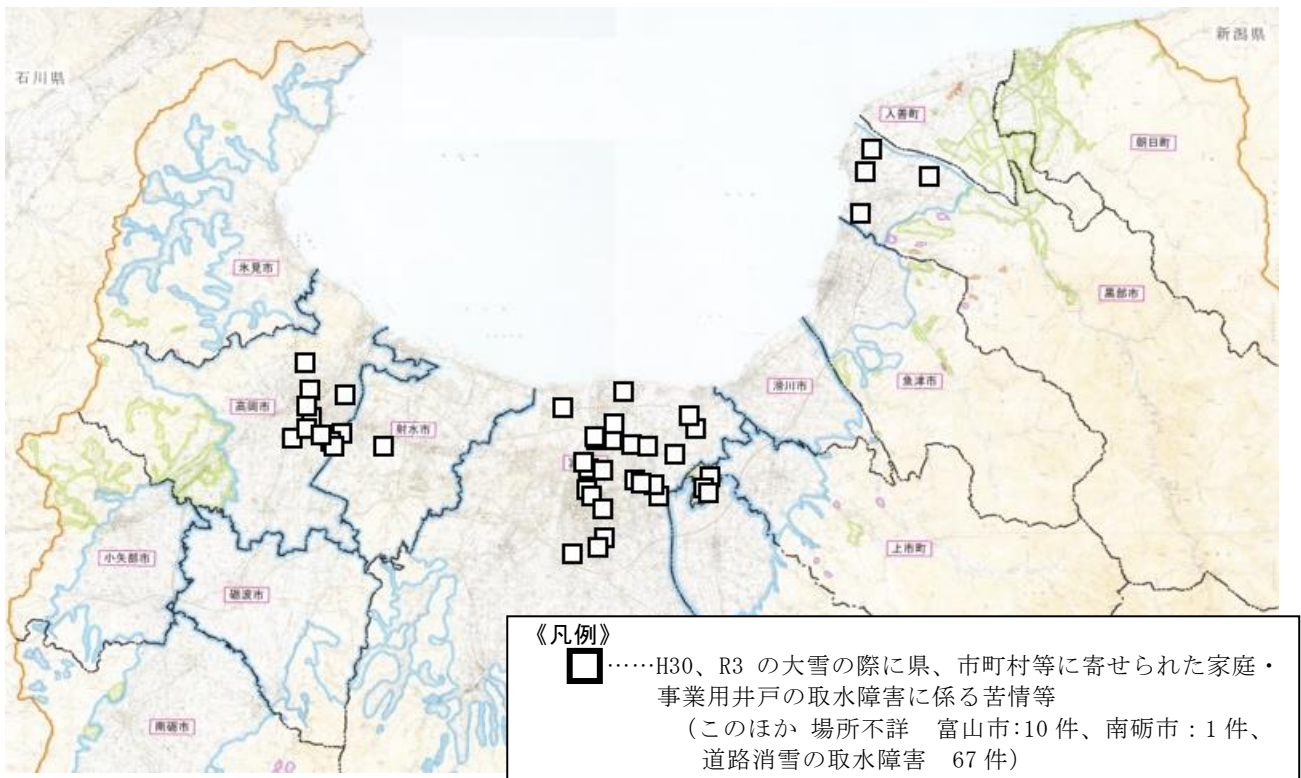 石川県
新潟県
入善町
朝日町
氷見市
黒部市
高岡市
射水市
滑川市
魚津市
小矢部市
砺波市
上市町
南砺市
《凡例》
……H30、R3 の大雪の際に県、市町村等に寄せられた家庭・
事業用井戸の取水障害に係る苦情等
（このほか 場所不詳 富山市:10 件、南砺市：1 件、
道路消雪の取水障害 67 件）